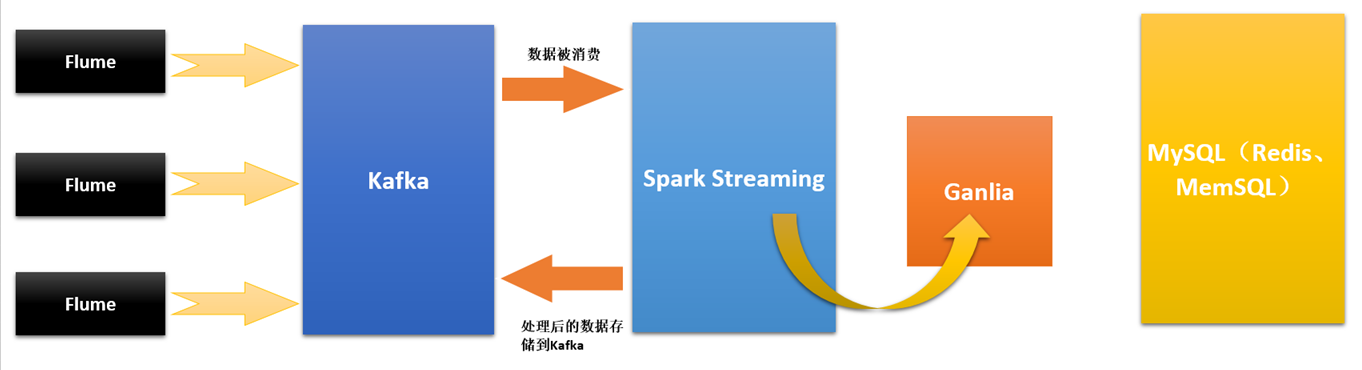 Flume
Flume
Flume
Kafka
数据被消费
处理后的数据存
储到Kafka
Spark Streaming
Ganlia
MySQL（Redis、
MemSQL）